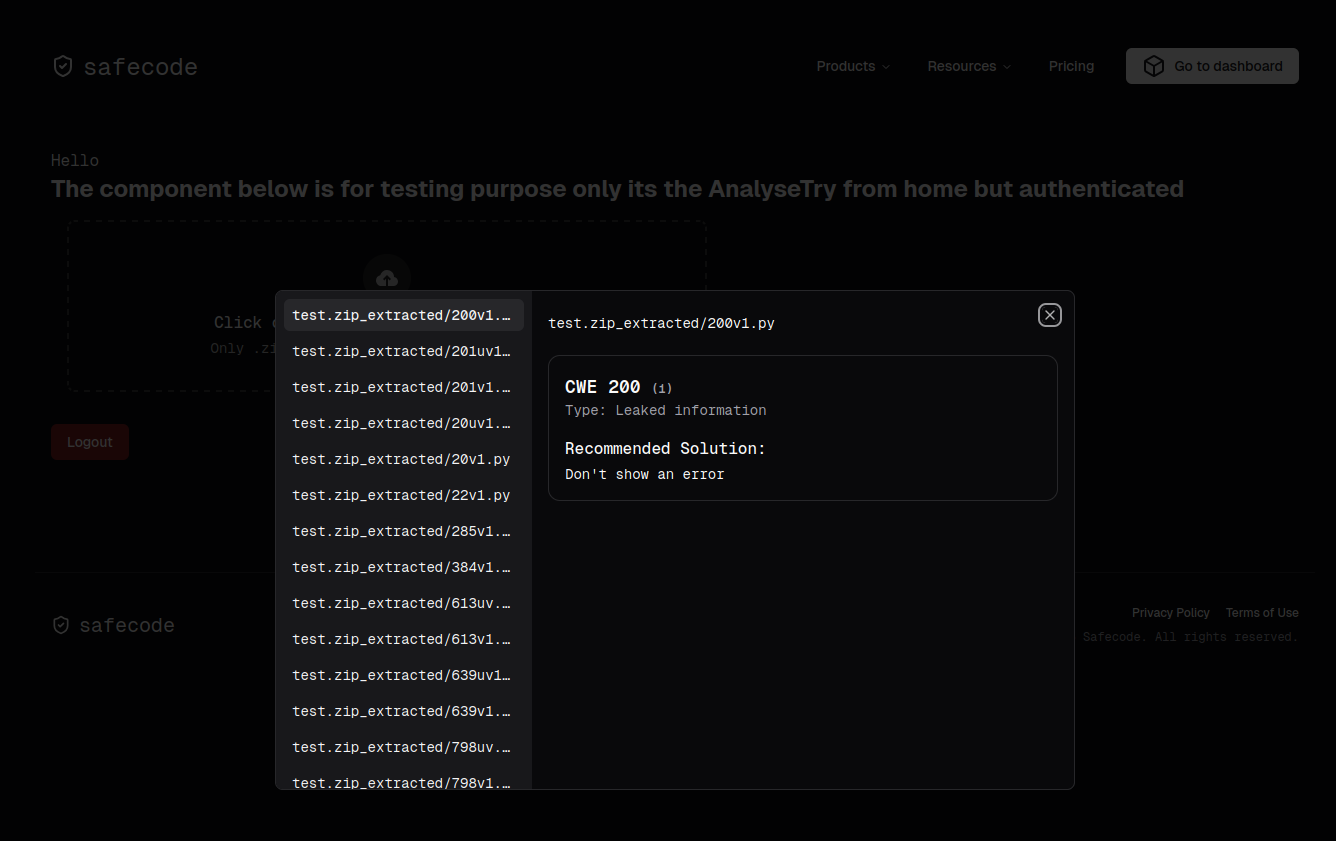 safecode
Products
Resources
Pricing
Go to dashboard
Hello
The component below is for testing purpose only its the AnalyseTry from home but authenticated
Click
Only
Logout
test.zip_extracted/200v1.…
test.zip_extracted/201uv1…
test.zip_extracted/201v1.…
test.zip_extracted/20uv1.…
test.zip_extracted/20v1.py
test.zip_extracted/22v1.py
test.zip_extracted/285v1.…
test.zip_extracted/384v1.…
test.zip_extracted/613uv.…
test.zip_extracted/613v1.…
test.zip_extracted/639uv1…
test.zip_extracted/639v1.…
test.zip_extracted/798uv.…
test.zip_extracted/798v1.…
test.zip_extracted/200v1.py
CWE 200 (i)
Type: Leaked information
Recommended Solution:
Don't show an error
safecode
Privacy Policy Terms of Use
Safecode. All rights reserved.